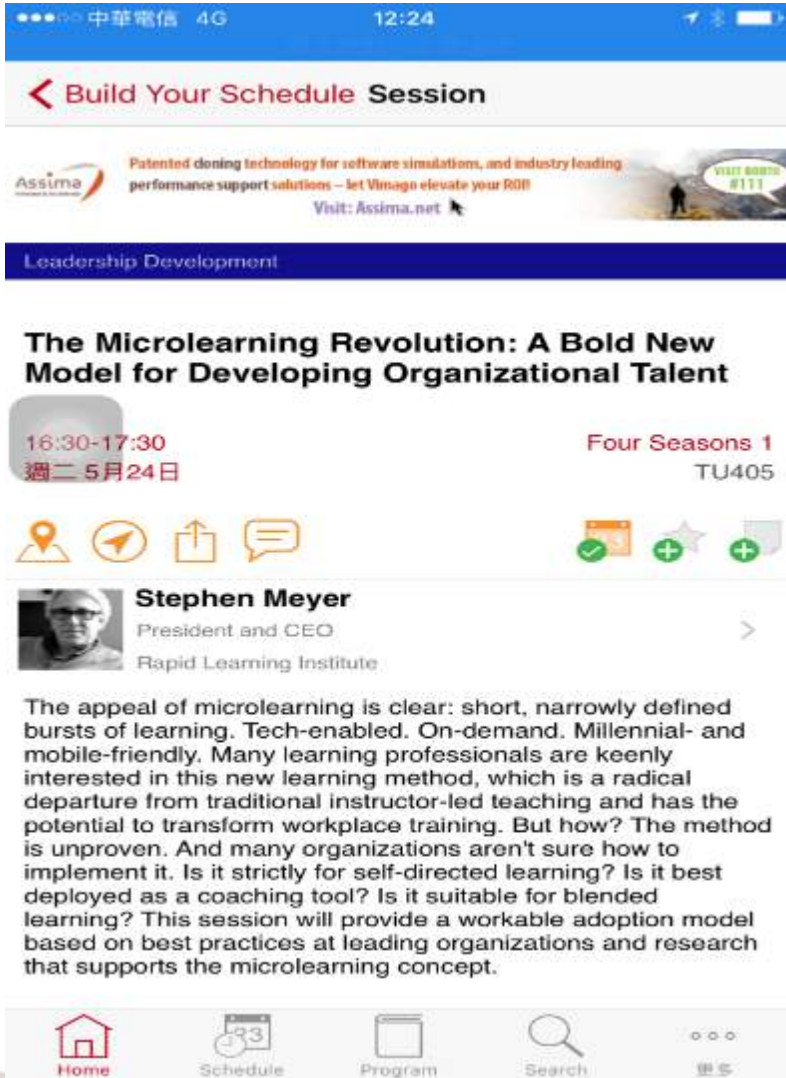 中華電信 4G 12:24
Build Your Schedule Session
Assima
Patented cloning technology for software simulations, and industry leading
performance support solutions – let Vimago elevate your ROI!
Visit: Assima.net
VISIT BOOTH
#111
Leadership Development
The Microlearning Revolution: A Bold New
Model for Developing Organizational Talent
16:30-17:30 Four Seasons 1
週二 5月24日 TU405
Stephen Meyer
President and CEO
Rapid Learning Institute
The appeal of microlearning is clear: short, narrowly defined
bursts of learning. Tech-enabled. On-demand. Millennial- and
mobile-friendly. Many learning professionals are keenly
interested in this new learning method, which is a radical
departure from traditional instructor-led teaching and has the
potential to transform workplace training. But how? The method
is unproven. And many organizations aren't sure how to
implement it. Is it strictly for self-directed learning? Is it best
deployed as a coaching tool? Is it suitable for blended
learning? This session will provide a workable adoption model
based on best practices at leading organizations and research
that supports the microlearning concept.
Home Schedule Program Search 更多